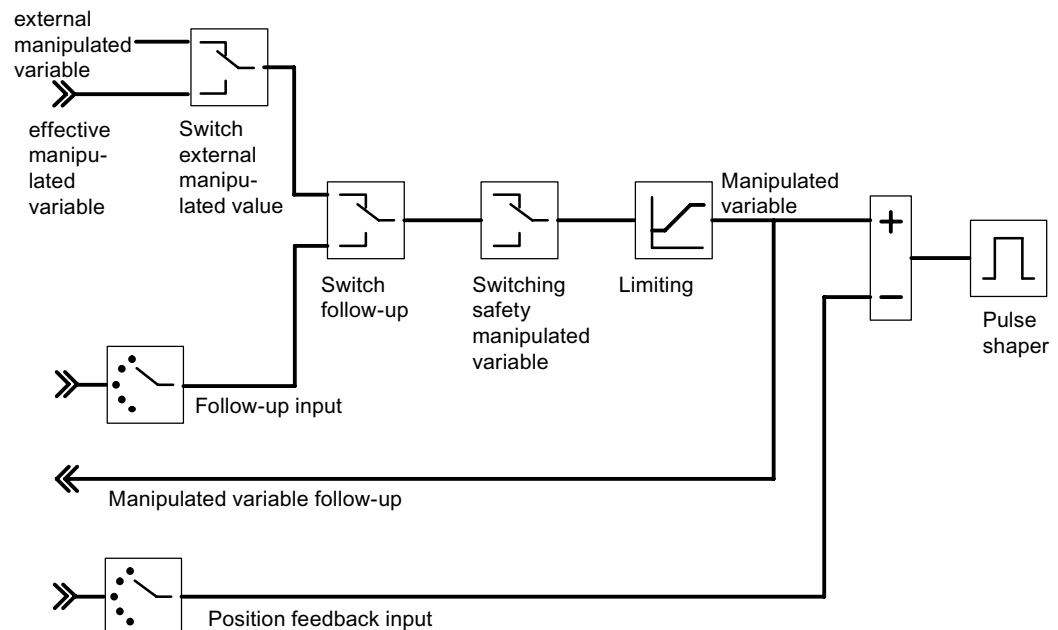 external
manipulated
variable
effective
manipu-
lated
variable
Switch
external
manipu-
lated value
Switch
follow-up
Switching
safety
manipulated
variable
Limiting
Manipulated
variable
+
−
Pulse
shaper
Follow-up input
Manipulated variable follow-up
Position feedback input